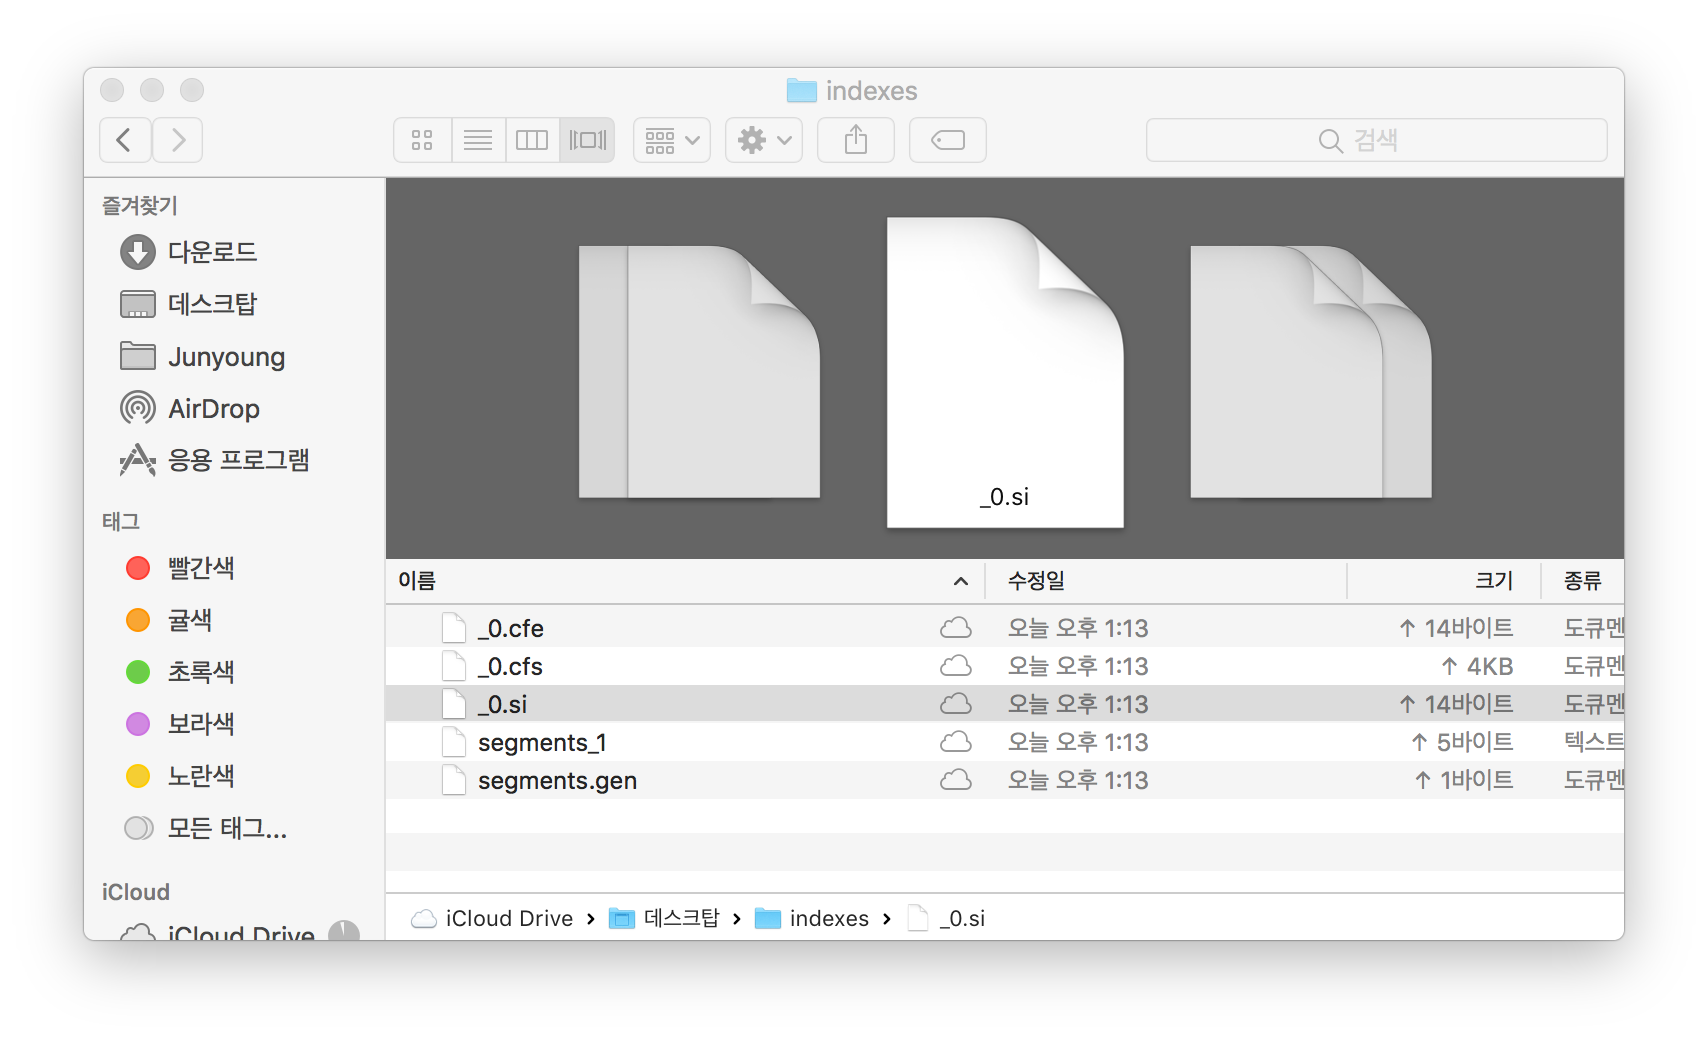 indexes
검색
즐겨찾기
다운로드
데스크탑
Junyoung
AirDrop
응용 프로그램
태그
빨간색
귤색
초록색
보라색
노란색
모든 태그...
iCloud
iCloud Drive
_0.si
이름 수정일 크기 종류
_0.cfe 오늘 오후 1:13 ↑ 14바이트 도큐멘
_0.cfs 오늘 오후 1:13 ↑ 4KB 도큐멘
_0.si 오늘 오후 1:13 ↑ 14바이트 도큐멘
segments_1 오늘 오후 1:13 ↑ 5바이트 텍스트
segments.gen 오늘 오후 1:13 ↑ 1바이트 도큐멘
iCloud Drive › 데스크탑 › indexes › _0.si